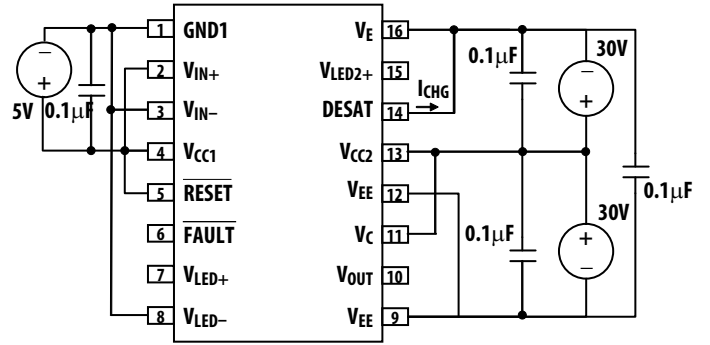 1 GND1 VE 16
2 VIN+ VLED2+ 15
3 VIN− DESAT 14
4 VCC1 VCC2 13
5 RESET VEE 12
6 FAULT VC 11
7 VLED+ VOUT 10
8 VLED− VEE 9
− + 5V 0.1μF
ICHG
0.1μF
30V
− +
0.1μF
30V
+ −
0.1μF